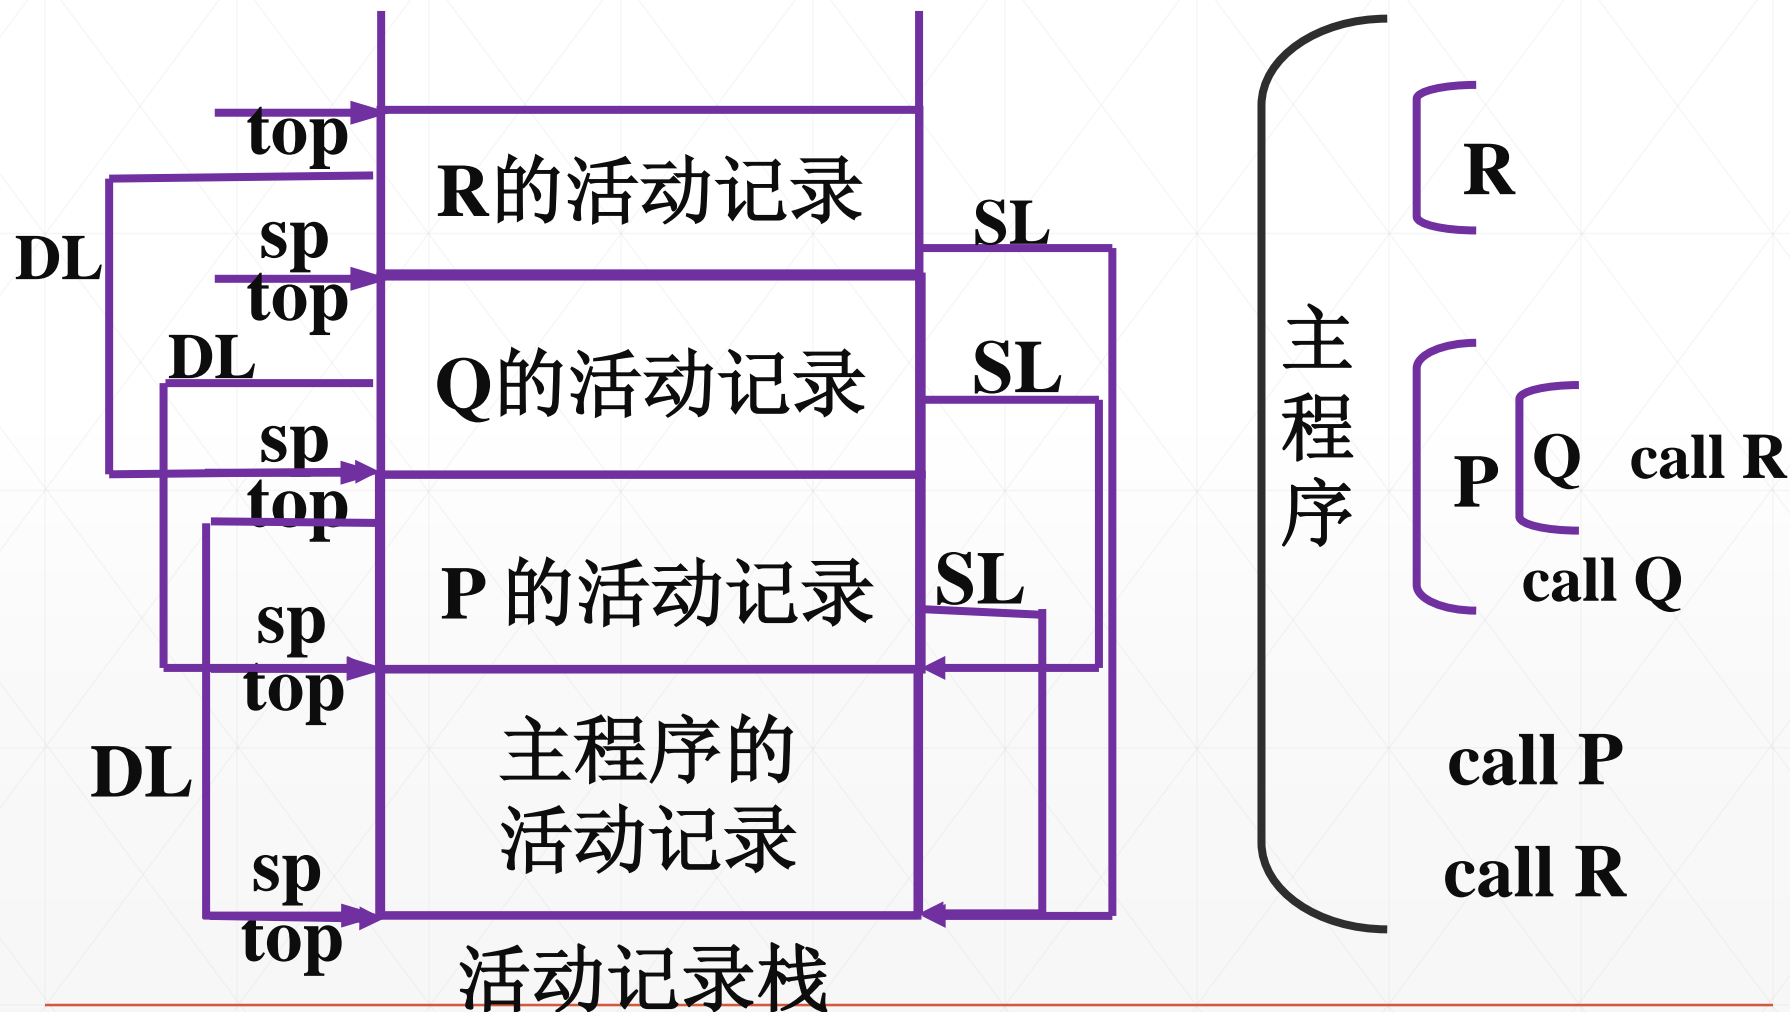 top
R的活动记录
DL
sp
SL
top
DL
Q的活动记录
SL
sp
top
P 的活动记录
SL
sp
top
DL
主程序的
活动记录
sp
top
活动记录栈
主程序
R
P
Q
call R
call Q
call P
call R